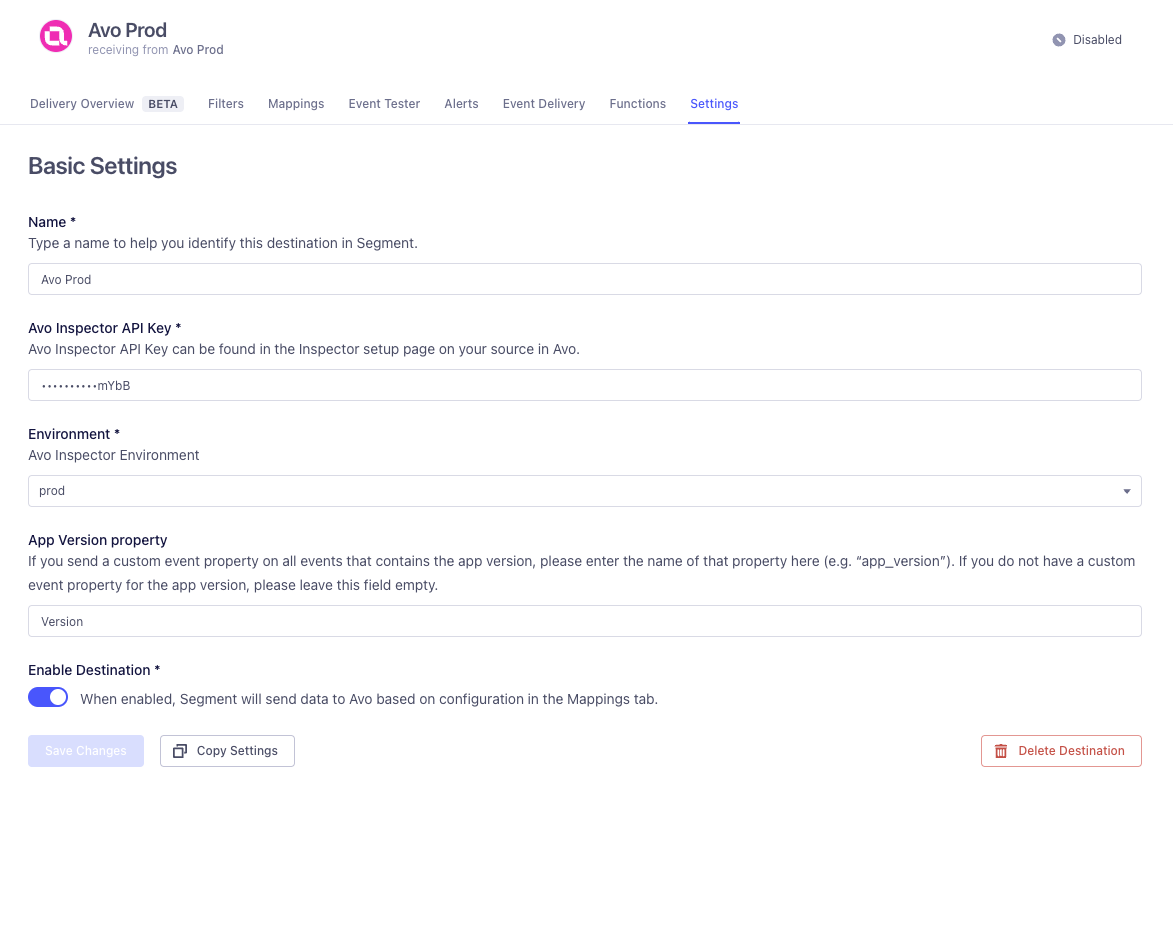 Avo Prod
receiving from Avo Prod
Disabled
Delivery Overview BETA Filters Mappings Event Tester Alerts Event Delivery Functions Settings
Basic Settings
Name *
Type a name to help you identify this destination in Segment.
Avo Prod
Avo Inspector API Key *
Avo Inspector API Key can be found in the Inspector setup page on your source in Avo.
••••••••••mYbB
Environment *
Avo Inspector Environment
prod
App Version property
If you send a custom event property on all events that contains the app version, please enter the name of that property here (e.g. “app_version”). If you do not have a custom
event property for the app version, please leave this field empty.
Version
Enable Destination *
When enabled, Segment will send data to Avo based on configuration in the Mappings tab.
Save Changes Copy Settings Delete Destination